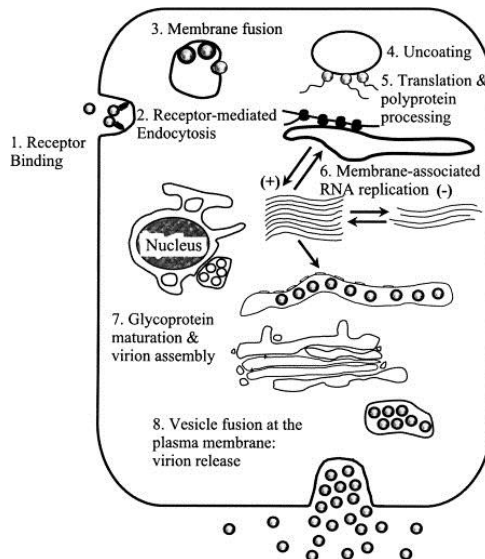 3. Membrane fusion
4. Uncoating
5. Translation &
polyprotein
processing
2. Receptor-mediated
Endocytosis
1. Receptor
Binding
6. Membrane-associated
RNA replication (-)
(+)
Nucleus
7. Glycoprotein
maturation &
virion assembly
8. Vesicle fusion at the
plasma membrane:
virion release